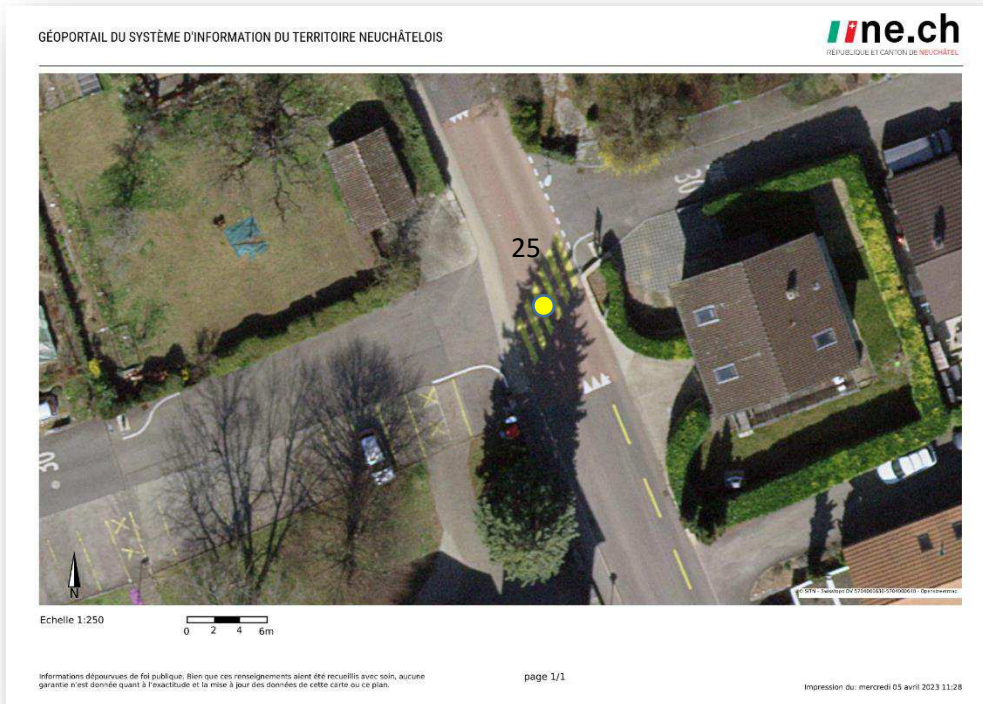 GÉOPORTAIL DU SYSTÈME D'INFORMATION DU TERRITOIRE NEUCHÂTELOIS
ne.ch
RÉPUBLIQUE ET CANTON DE NEUCHÂTEL
30
25
30
N
Echelle 1:250
0 2 4 6m
Informations dépourvues de foi publique. Bien que ces renseignements aient été recueillis avec soin, aucune
garantie n'est donnée quant à l'exactitude et la mise à jour des données de cette carte ou ce plan.
page 1/1
Impression du: mercredi 05 avril 2023 11:28